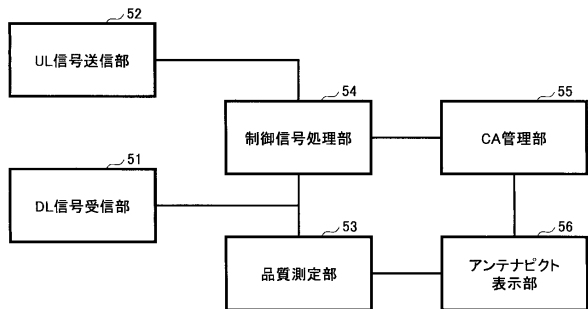 52
UL信号送信部
54
制御信号処理部
55
CA管理部
51
DL信号受信部
53
品質測定部
56
アンテナピクト
表示部